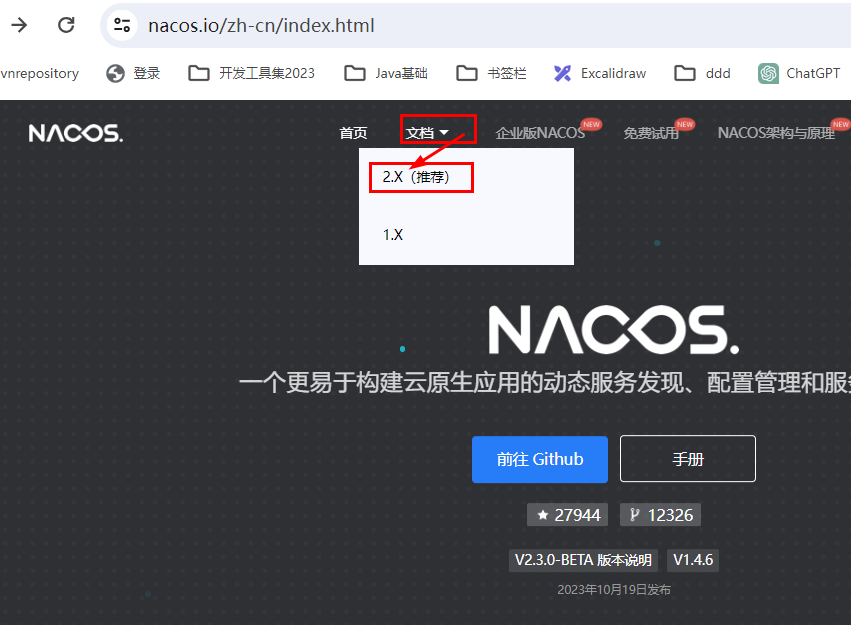 nacos.io/zh-cn/index.html
vnrepository 登录 开发工具集2023 Java基础 书签栏 Excalidraw ddd ChatGPT
NACOS. 首页 文档 企业版NACOS NEW 免费试用 NEW NACOS架构与原理 NEW
2.X（推荐）
1.X
NACOS.
一个更易于构建云原生应用的动态服务发现、配置管理和服
前往 Github 手册
27944 12326
V2.3.0-BETA 版本说明 V1.4.6
2023年10月19日发布